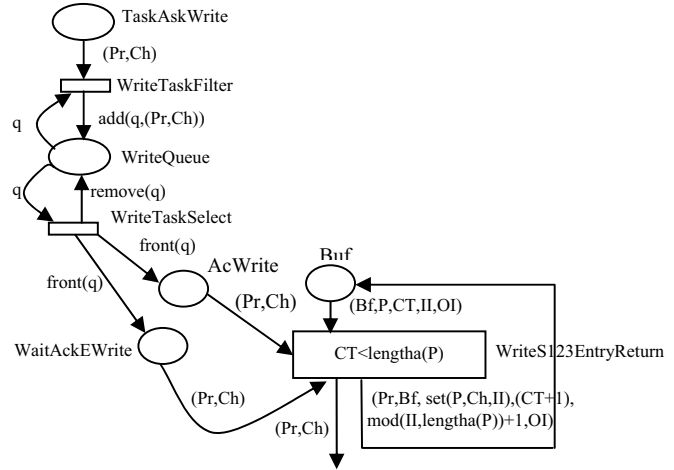 TaskAskWrite
(Pr,Ch)
WriteTaskFilter
q
add(q,(Pr,Ch))
WriteQueue
q
remove(q)
WriteTaskSelect
front(q)
front(q)
AcWrite
Buf
(Pr,Ch)
(Bf,P,CT,II,OI)
WaitAckEWrite
CT<lengtha(P)
WriteS123EntryReturn
(Pr,Ch)
(Pr,Ch)
(Pr,Bf, set(P,Ch,II),(CT+1),
mod(II,lengtha(P))+1,OI)